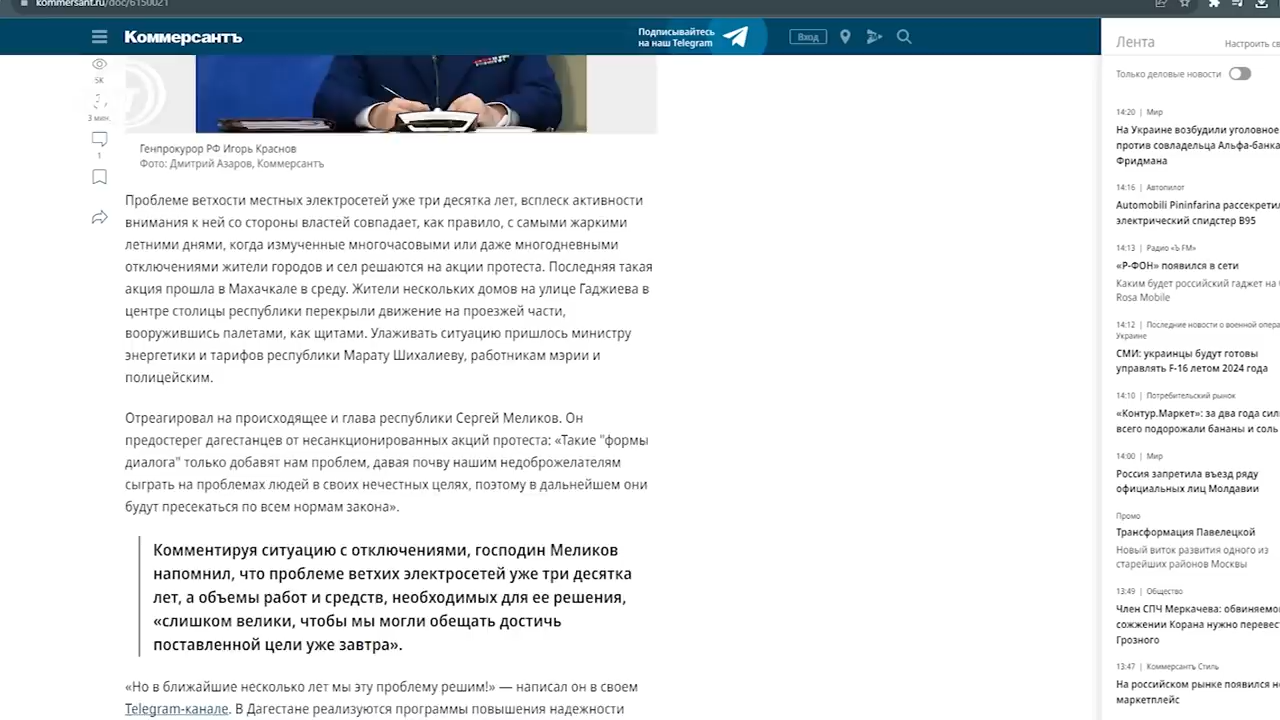 kommersant.ru/doc/6150021
Коммерсантъ
Подписывайтесь
на наш Telegram
Вход
5K
3 мин.
1
Генпрокурор РФ Игорь Краснов
Фото: Дмитрий Азаров, Коммерсантъ
Проблеме ветхости местных электросетей уже три десятка лет, всплеск активности
внимания к ней со стороны властей совпадает, как правило, с самыми жаркими
летними днями, когда измученные многочасовыми или даже многодневными
отключениями жители городов и сел решаются на акции протеста. Последняя такая
акция прошла в Махачкале в среду. Жители нескольких домов на улице Гаджиева в
центре столицы республики перекрыли движение на проезжей части,
вооружившись палетами, как щитами. Улаживать ситуацию пришлось министру
энергетики и тарифов республики Марату Шихалиеву, работникам мэрии и
полицейским.
Отреагировал на происходящее и глава республики Сергей Меликов. Он
предостерег дагестанцев от несанкционированных акций протеста: «Такие "формы
диалога" только добавят нам проблем, давая почву нашим недоброжелателям
сыграть на проблемах людей в своих нечестных целях, поэтому в дальнейшем они
будут пресекаться по всем нормам закона».
Комментируя ситуацию с отключениями, господин Меликов
напомнил, что проблеме ветхих электросетей уже три десятка
лет, а объемы работ и средств, необходимых для ее решения,
«слишком велики, чтобы мы могли обещать достичь
поставленной цели уже завтра».
«Но в ближайшие несколько лет мы эту проблему решим!» — написал он в своем
Telegram-канале. В Дагестане реализуются программы повышения надежности
Лента
Настроить
Только деловые новости
14:20 | Мир
На Украине возбудили уголовное
против совладельца Альфа-банка
Фридмана
14:16 | Автопилот
Automobili Pininfarina
электрический спидстер B95
14:13 | Радио «Ъ FM»
«Р-ФОН» появился в сети
Каким будет российский гаджет на
Rosa Mobile
14:12 | Последние новости о военной
Украине
СМИ: украинцы будут готовы
управлять F-16 летом 2024 года
14:10 | Потребительский рынок
«Контур.Маркет»: за два года
всего подорожали бананы и соль
14:00 | Мир
Россия запретила въезд ряду
официальных лиц Молдавии
Промо
Трансформация Павелецкой
Новый виток развития одного из
старейших районов Москвы
13:49 | Общество
Член СПЧ Меркачева:
сожжении Корана нужно
Грозного
13:47 | Коммерсантъ Стиль
На российском рынке появился
маркетплейс